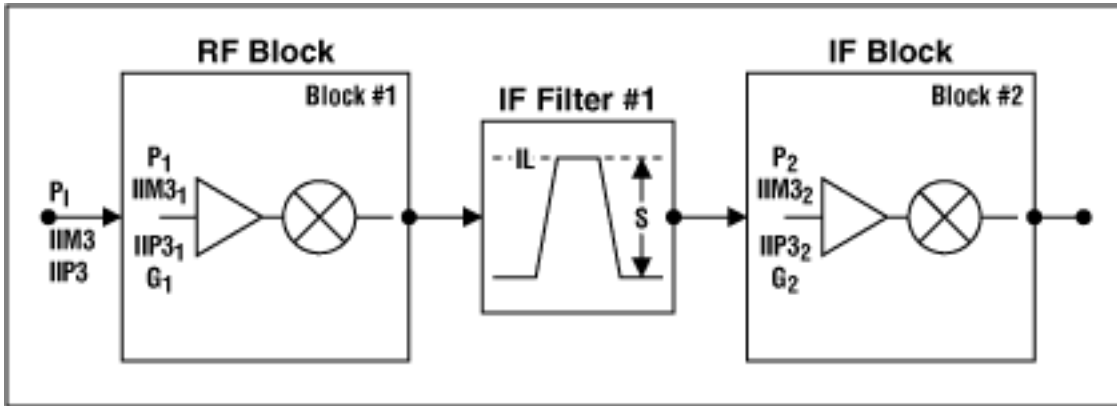 RF Block
Block #1
P₁
IIM3₁
IIP3₁
G₁
P_I
IIM3
IIP3
IF Filter #1
IL
S
IF Block
Block #2
P₂
IIM3₂
IIP3₂
G₂